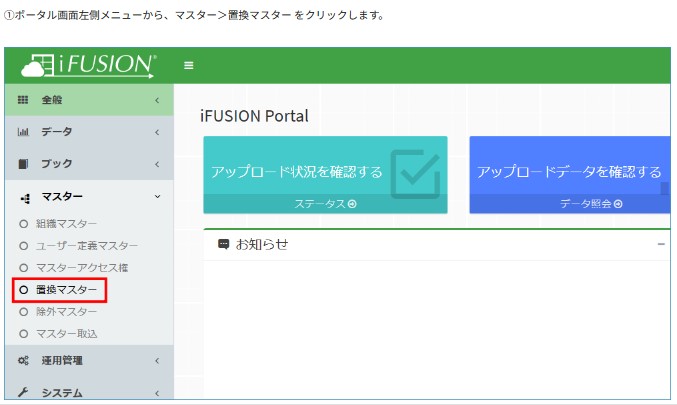 ①ポータル画面左側メニューから、マスター＞置換マスター をクリックします。
iFUSION®
全般
データ
ブック
マスター
組織マスター
ユーザー定義マスター
マスターアクセス権
置換マスター
除外マスター
マスター取込
運用管理
システム
iFUSION Portal
アップロード状況を確認する
ステータス
アップロードデータを確認する
データ照会
お知らせ